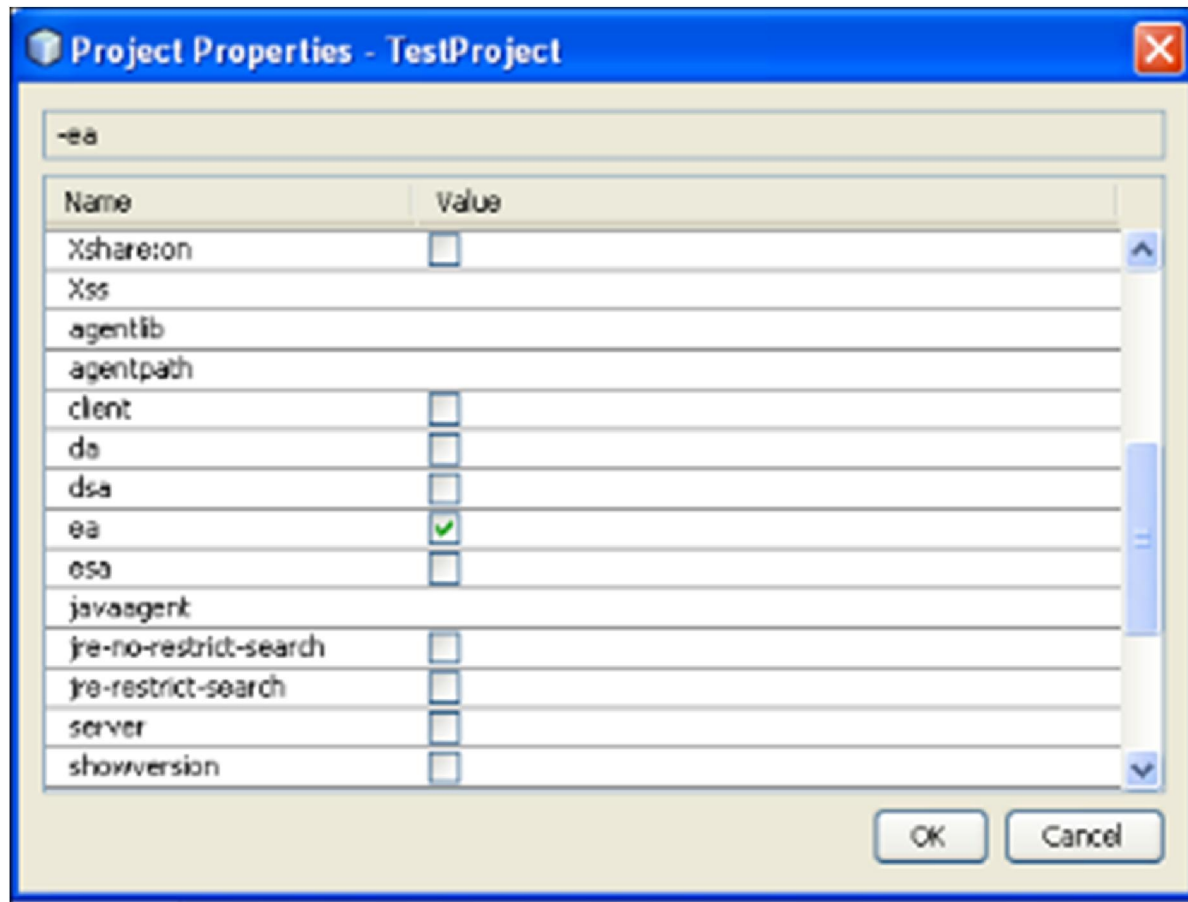 Project Properties - TestProject
-ea
Name Value
Xshare:on
Xss
agentlib
agentpath
client
da
dsa
ea
esa
javaagent
jre-no-restrict-search
jre-restrict-search
server
showversion
OK Cancel